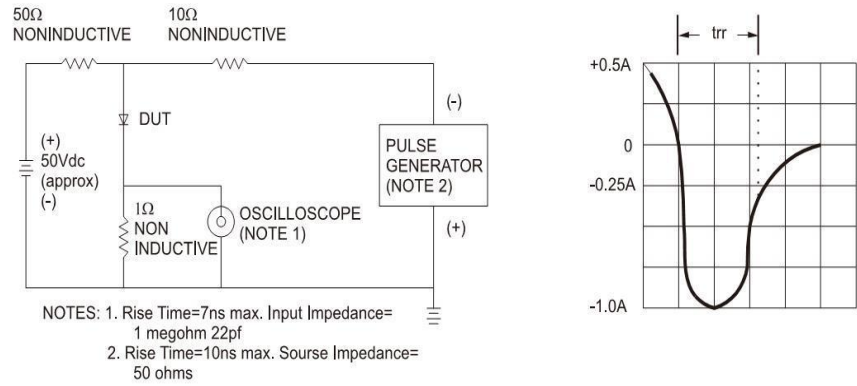 50Ω
NONINDUCTIVE
10Ω
NONINDUCTIVE
DUT
(+)
50Vdc
(approx)
(-)
1Ω
NON
INDUCTIVE
OSCILLOSCOPE
(NOTE 1)
(-)
PULSE
GENERATOR
(NOTE 2)
(+)
NOTES: 1. Rise Time=7ns max. Input Impedance=
1 megohm 22pf
2. Rise Time=10ns max. Sourse Impedance=
50 ohms
trr
+0.5A
0
-0.25A
-1.0A